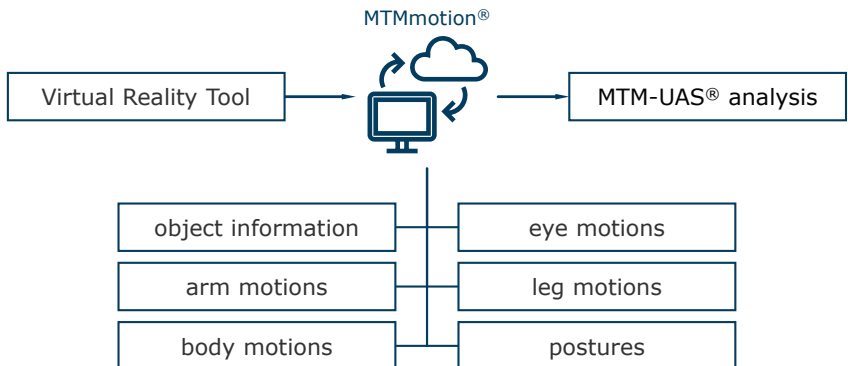 MTMmotion®
Virtual Reality Tool
MTM-UAS® analysis
object information
eye motions
arm motions
leg motions
body motions
postures